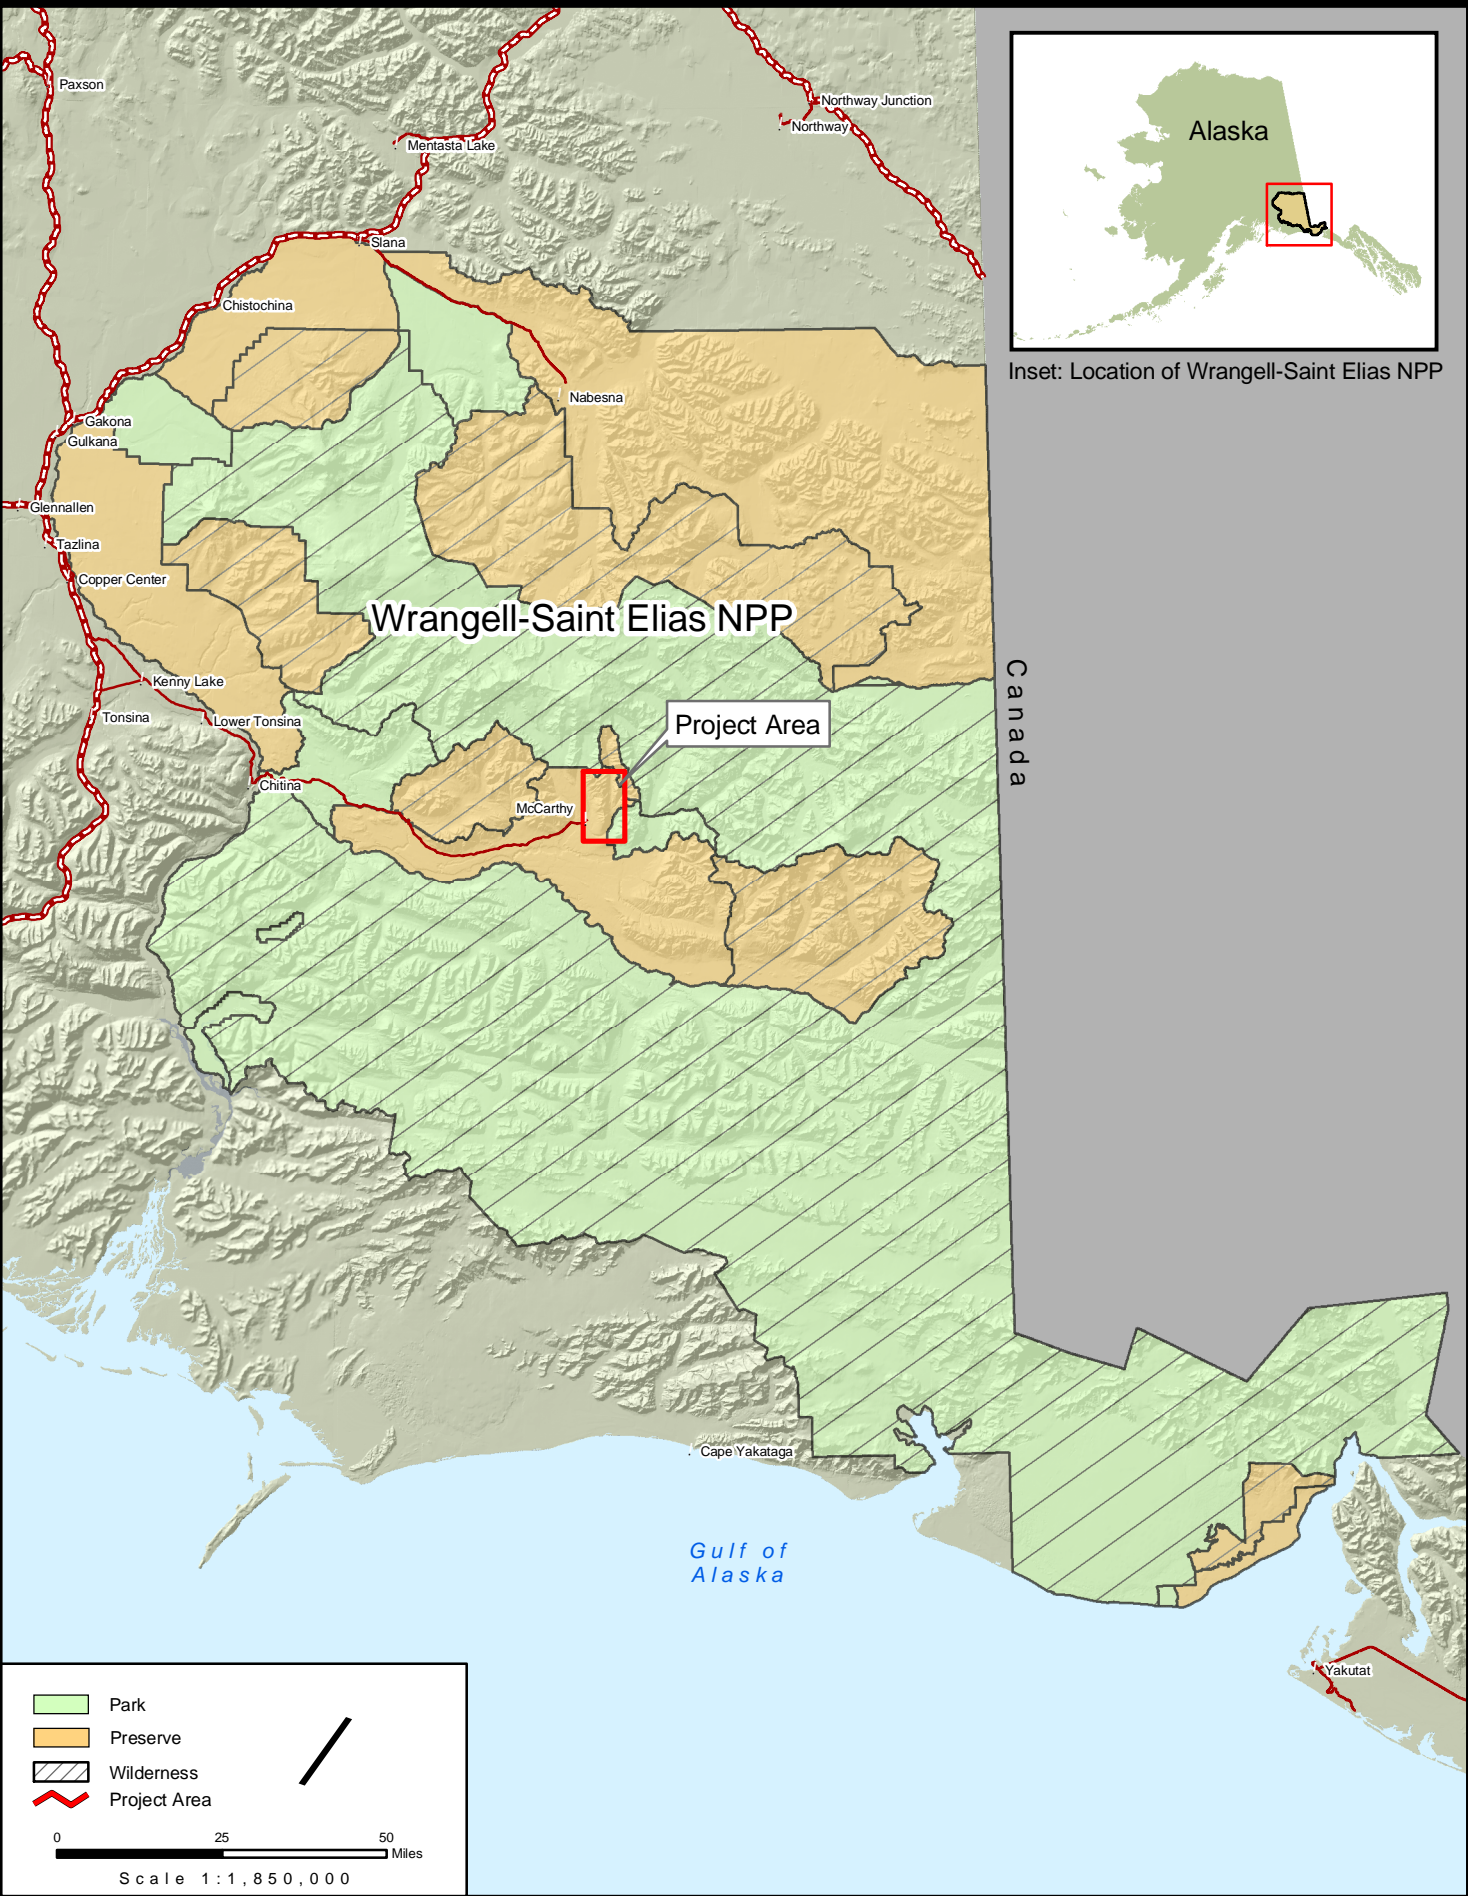 Paxson
Northway Junction
Northway
Mentasta Lake
Alaska
Slana
Chistochina
Inset: Location of Wrangell-Saint Elias NPP
Nabesna
Gakona
Gulkana
Glennallen
Tazlina
Copper Center
Wrangell-Saint Elias NPP
Canada
Kenny Lake
Tonsina
Lower Tonsina
Project Area
Chitina
McCarthy
Cape Yakataga
Gulf of
Alaska
Yakutat
Park
Preserve
Wilderness
Project Area
0 25 50
Miles
Scale 1:1,850,000